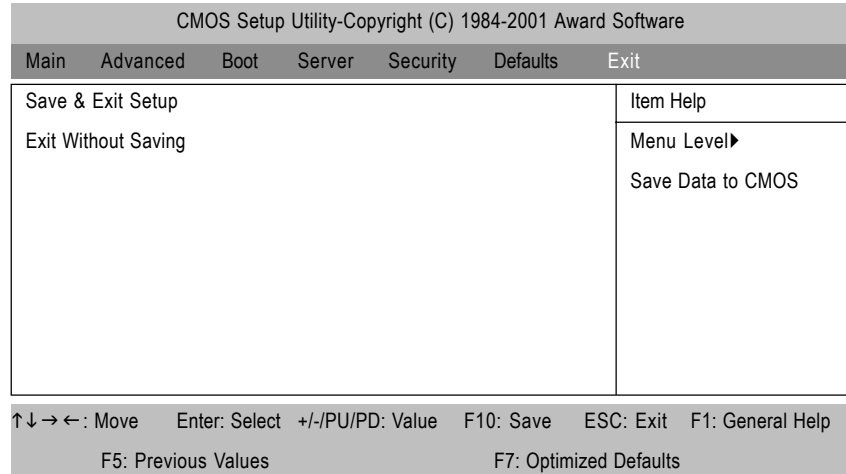 CMOS Setup Utility-Copyright (C) 1984-2001 Award Software
Main Advanced Boot Server Security Defaults Exit
Save & Exit Setup
Exit Without Saving
Item Help
Menu Level▶
Save Data to CMOS
↑↓→←: Move Enter: Select +/-/PU/PD: Value F10: Save ESC: Exit F1: General Help
F5: Previous Values F7: Optimized Defaults